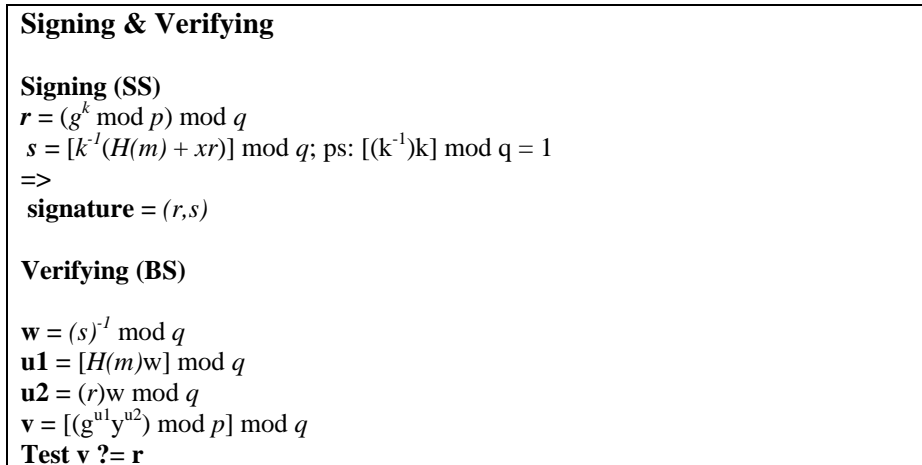 Signing & Verifying
Signing (SS)
r = (g^k mod p) mod q
s = [k^-1(H(m) + xr)] mod q; ps: [(k^-1)k] mod q = 1
=>
signature = (r,s)
Verifying (BS)
w = (s)^-1 mod q
u1 = [H(m)w] mod q
u2 = (r)w mod q
v = [(g^u1y^u2) mod p] mod q
Test v ?= r